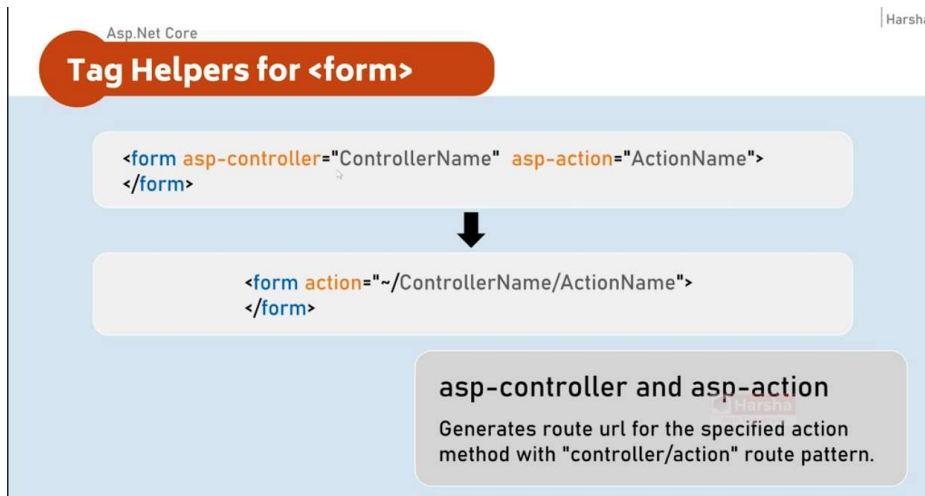 Asp.Net Core
Harsha
Tag Helpers for <form>
<form asp-controller="ControllerName" asp-action="ActionName">
</form>
<form action="~/ControllerName/ActionName">
</form>
asp-controller and asp-action
Harsha
Generates route url for the specified action
method with "controller/action" route pattern.